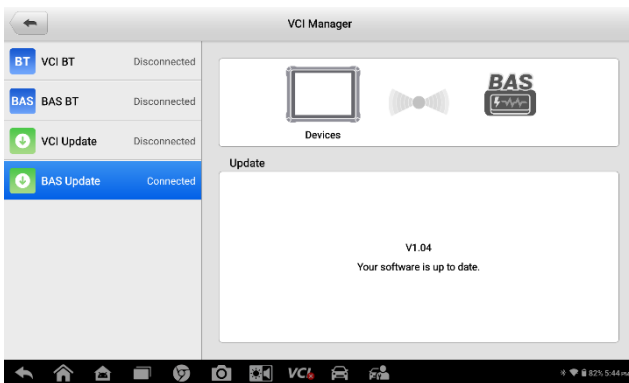 VCI Manager
BT VCI BT Disconnected
BAS BAS BT Disconnected
VCI Update Disconnected
BAS Update Connected
BAS
Devices
Update
V1.04
Your software is up to date.
VCI
82% 5:44 PM